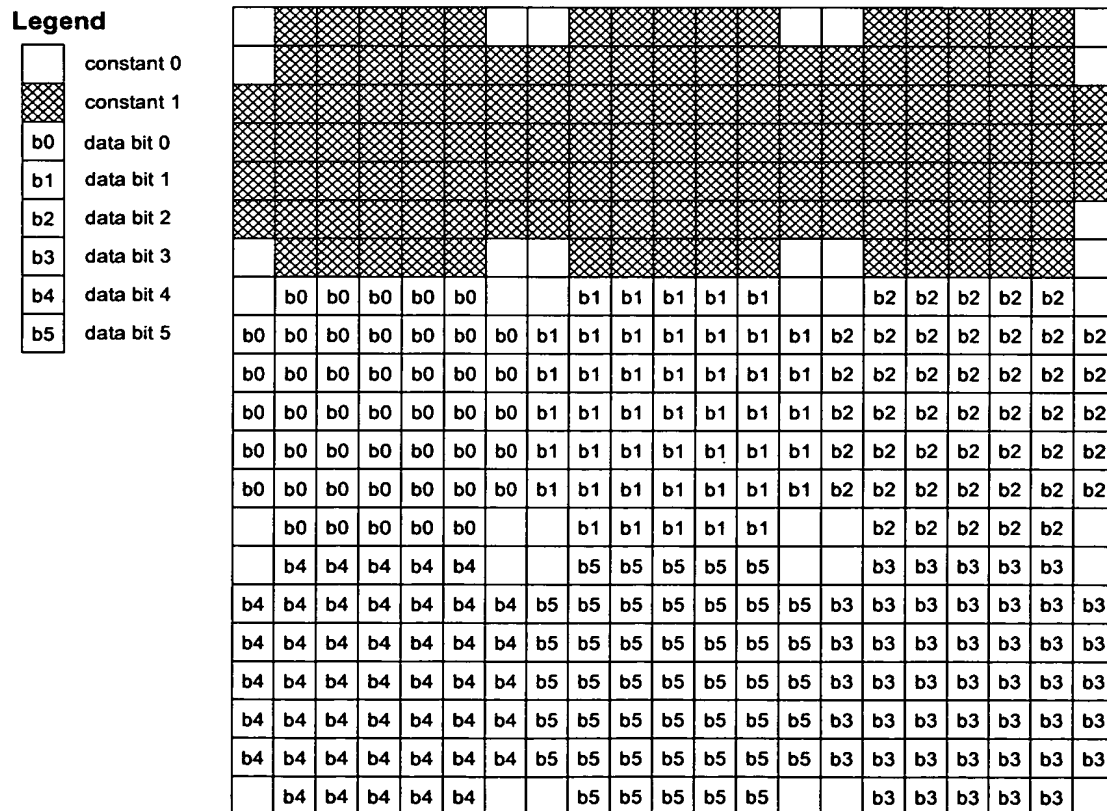 Legend
constant 0
constant 1
b0 data bit 0
b1 data bit 1
b2 data bit 2
b3 data bit 3
b4 data bit 4
b5 data bit 5
b0 b0 b0 b0 b0 b1 b1 b1 b1 b1 b2 b2 b2 b2 b2
b0 b0 b0 b0 b0 b0 b0 b1 b1 b1 b1 b1 b1 b1 b2 b2 b2 b2 b2 b2 b2
b0 b0 b0 b0 b0 b0 b0 b1 b1 b1 b1 b1 b1 b1 b2 b2 b2 b2 b2 b2 b2
b0 b0 b0 b0 b0 b0 b0 b1 b1 b1 b1 b1 b1 b1 b2 b2 b2 b2 b2 b2 b2
b0 b0 b0 b0 b0 b0 b0 b1 b1 b1 b1 b1 b1 b1 b2 b2 b2 b2 b2 b2 b2
b0 b0 b0 b0 b0 b0 b0 b1 b1 b1 b1 b1 b1 b1 b2 b2 b2 b2 b2 b2 b2
b0 b0 b0 b0 b0 b1 b1 b1 b1 b1 b2 b2 b2 b2 b2
b4 b4 b4 b4 b4 b5 b5 b5 b5 b5 b3 b3 b3 b3 b3
b4 b4 b4 b4 b4 b4 b4 b5 b5 b5 b5 b5 b5 b5 b3 b3 b3 b3 b3 b3 b3
b4 b4 b4 b4 b4 b4 b4 b5 b5 b5 b5 b5 b5 b5 b3 b3 b3 b3 b3 b3 b3
b4 b4 b4 b4 b4 b4 b4 b5 b5 b5 b5 b5 b5 b5 b3 b3 b3 b3 b3 b3 b3
b4 b4 b4 b4 b4 b4 b4 b5 b5 b5 b5 b5 b5 b5 b3 b3 b3 b3 b3 b3 b3
b4 b4 b4 b4 b4 b4 b4 b5 b5 b5 b5 b5 b5 b5 b3 b3 b3 b3 b3 b3 b3
b4 b4 b4 b4 b4 b5 b5 b5 b5 b5 b3 b3 b3 b3 b3